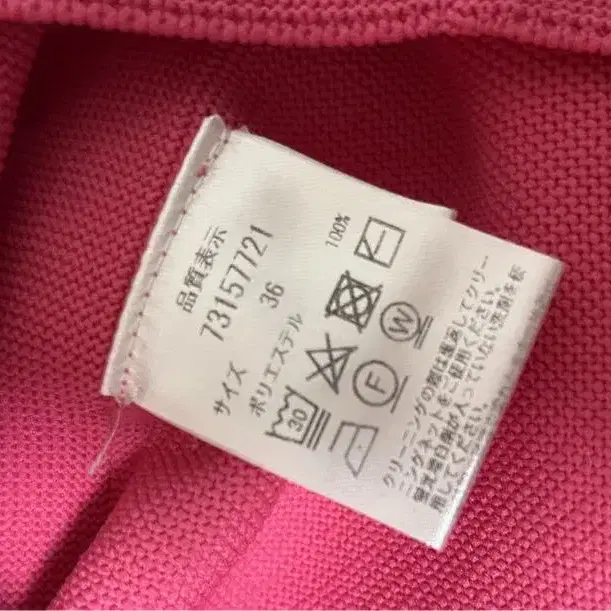 品質表示
73157721
サイズ 36
ポリエステル 100%
30
F
W
クリーニングの際は裏返してクリー
ニングネットをご使用ください。
蛍光増白剤が入っていない洗剤を使
用してください。